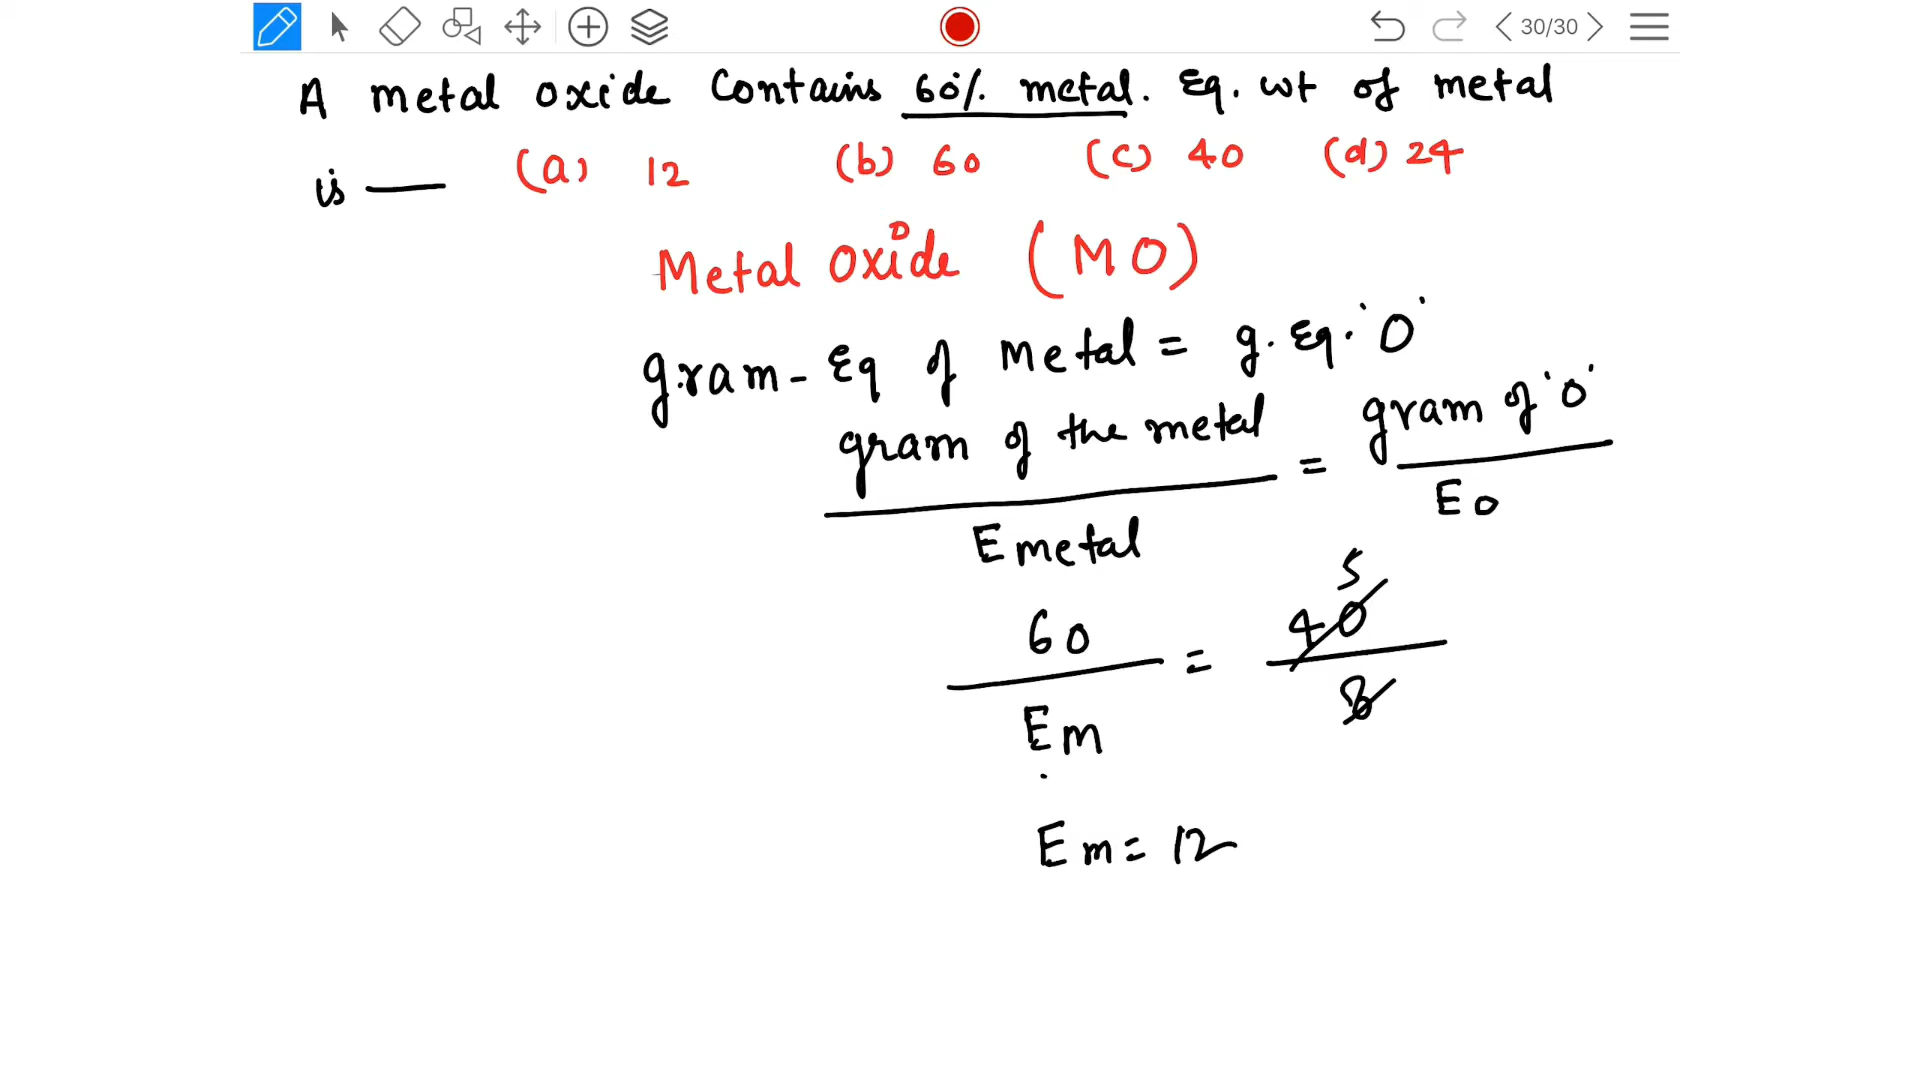 30/30
A metal oxide Contains 60% metal. Eq. wt of metal
is — (a) 12 (b) 60 (c) 40 (d) 24
Metal Oxide (MO)
gram-Eq of Metal = g. Eq. 'O'
gram of the metal / E metal = gram of 'O' / EO
60 / Em = 40 / 8 5
Em = 12